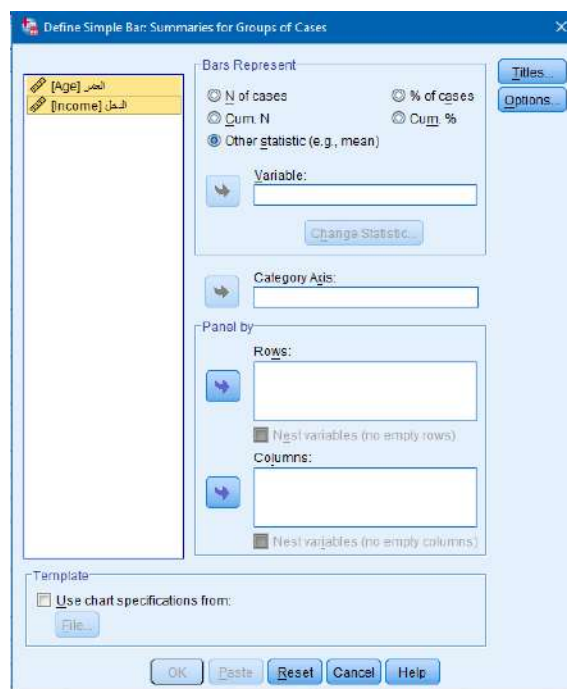 Define Simple Bar: Summaries for Groups of Cases
العمر [Age]
الدخل [Income]
Bars Represent
N of cases
% of cases
Cum. N
Cum. %
Other statistic (e.g., mean)
Variable:
Change Statistic...
Category Axis:
Panel by
Rows:
Nest variables (no empty rows)
Columns:
Nest variables (no empty columns)
Titles...
Options...
Template
Use chart specifications from:
File...
OK
Paste
Reset
Cancel
Help